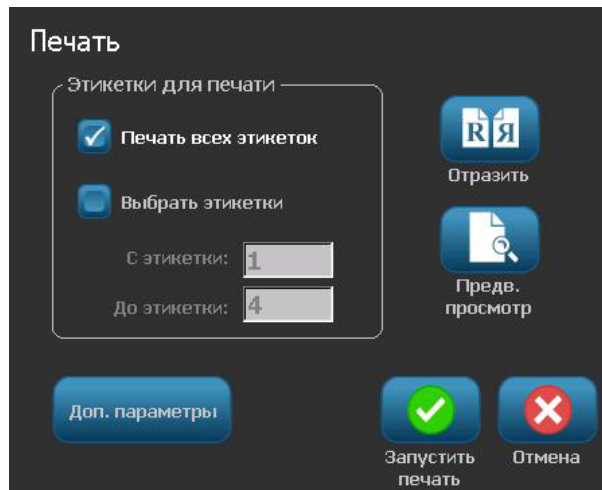 Печать
Этикетки для печати
Печать всех этикеток
Выбрать этикетки
С этикетки: 1
До этикетки: 4
R Я
Отразить
Предв.
просмотр
Доп. параметры
Запустить
печать
Отмена